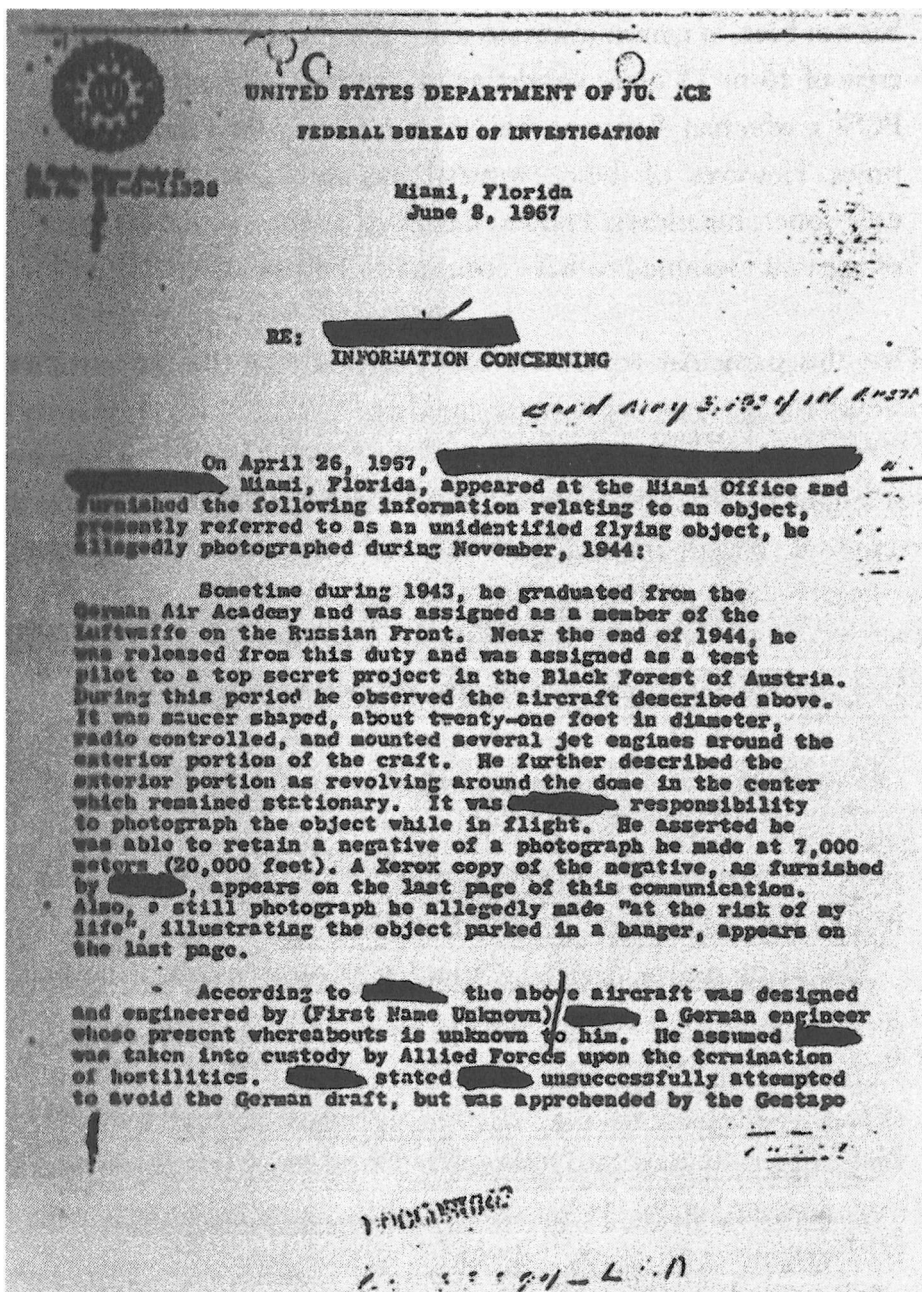 UNITED STATES DEPARTMENT OF JU. ICE
FEDERAL BUREAU OF INVESTIGATION
Miami, Florida
June 8, 1967
RE:
INFORMATION CONCERNING
On April 26, 1967,
Miami, Florida, appeared at the Miami Office and
furnished the following information relating to an object,
presently referred to as an unidentified flying object, he
allegedly photographed during November, 1944:
Sometime during 1943, he graduated from the
German Air Academy and was assigned as a member of the
Luftwaffe on the Russian Front. Near the end of 1944, he
was released from this duty and was assigned as a test
pilot to a top secret project in the Black Forest of Austria.
During this period he observed the aircraft described above.
It was saucer shaped, about twenty-one feet in diameter,
radio controlled, and mounted several jet engines around the
exterior portion of the craft. He further described the
exterior portion as revolving around the dome in the center
which remained stationary. It was responsibility
to photograph the object while in flight. He asserted he
was able to retain a negative of a photograph he made at 7,000
meters (20,000 feet). A Xerox copy of the negative, as furnished
by , appears on the last page of this communication.
Also, a still photograph he allegedly made "at the risk of my
life", illustrating the object parked in a hanger, appears on
the last page.
According to the above aircraft was designed
and engineered by (First Name Unknown) a German engineer
whose present whereabouts is unknown to him. He assumed
was taken into custody by Allied Forces upon the termination
of hostilities. stated unsuccessfully attempted
to avoid the German draft, but was apprehended by the Gestapo